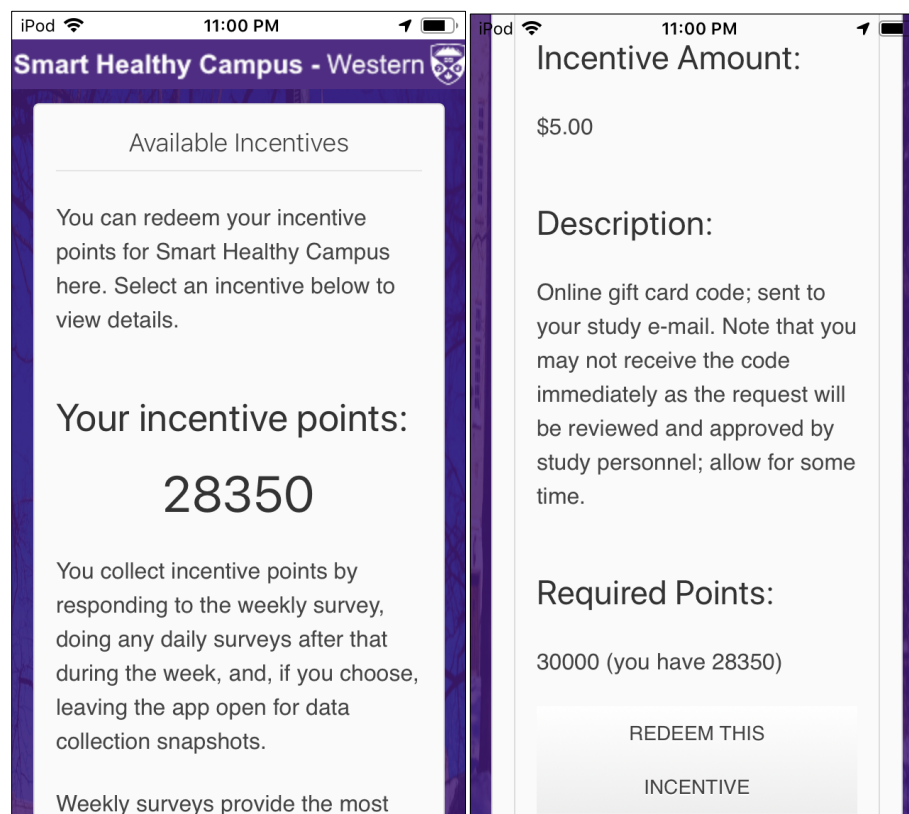 iPod 11:00 PM
Smart Healthy Campus - Western
Available Incentives
You can redeem your incentive
points for Smart Healthy Campus
here. Select an incentive below to
view details.
Your incentive points:
28350
You collect incentive points by
responding to the weekly survey,
doing any daily surveys after that
during the week, and, if you choose,
leaving the app open for data
collection snapshots.
Weekly surveys provide the most
iPod 11:00 PM
Incentive Amount:
$5.00
Description:
Online gift card code; sent to
your study e-mail. Note that you
may not receive the code
immediately as the request will
be reviewed and approved by
study personnel; allow for some
time.
Required Points:
30000 (you have 28350)
REDEEM THIS
INCENTIVE